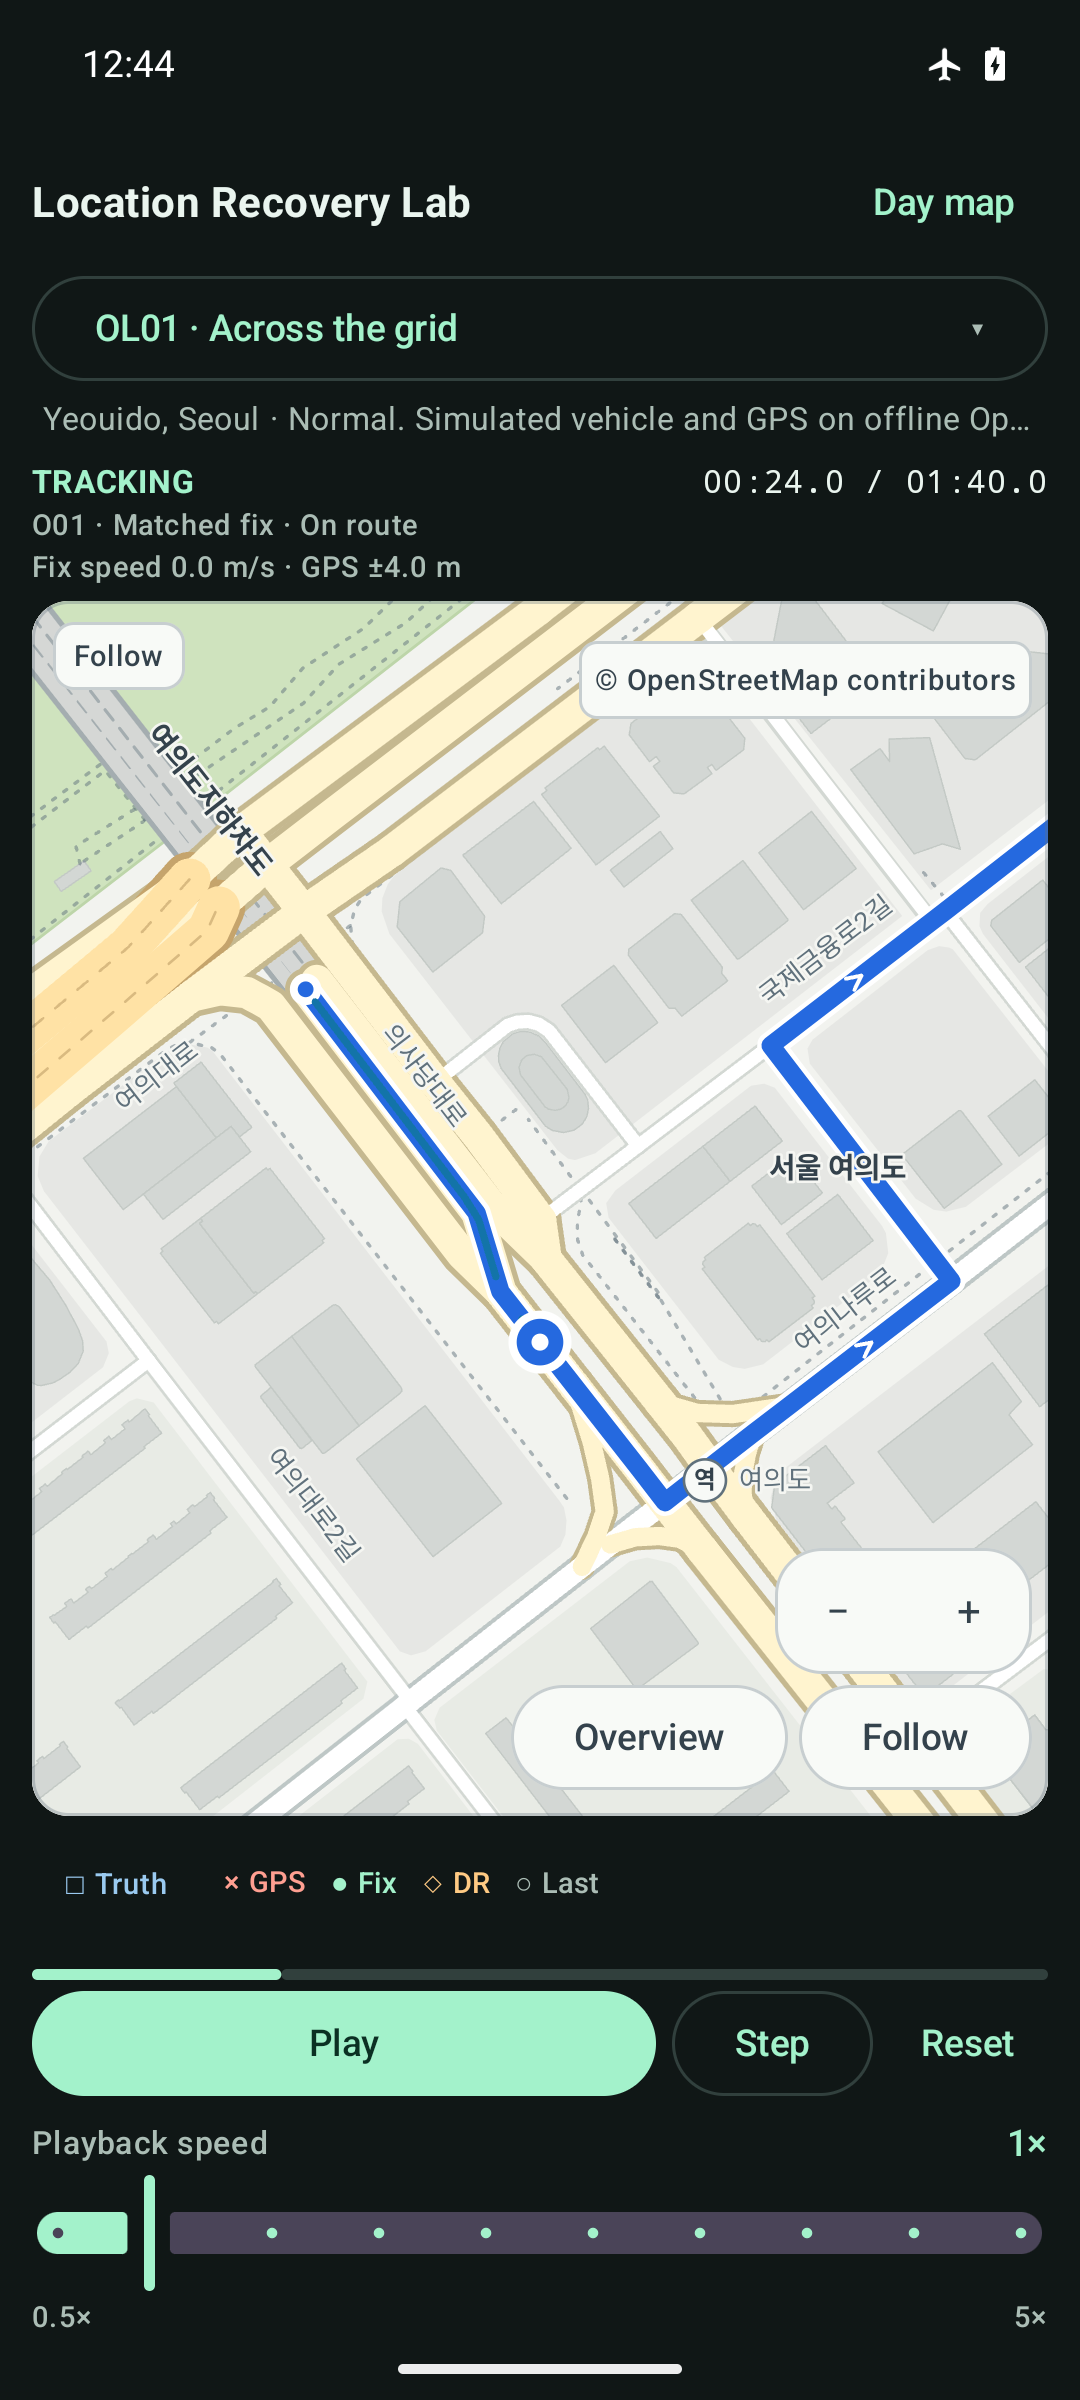 12:44
Location Recovery Lab
Day map
OL01 · Across the grid
Yeouido, Seoul · Normal. Simulated vehicle and GPS on offline Op…
TRACKING
00:24.0 / 01:40.0
O01 · Matched fix · On route
Fix speed 0.0 m/s · GPS ±4.0 m
Follow
© OpenStreetMap contributors
여의도지하차도
국제금융로2길
의사당대로
여의대로
서울 여의도
여의나루로
역 여의도
여의대로2길
− +
Overview
Follow
□ Truth × GPS ● Fix ◇ DR ○ Last
Play
Step
Reset
Playback speed
1×
0.5×
5×